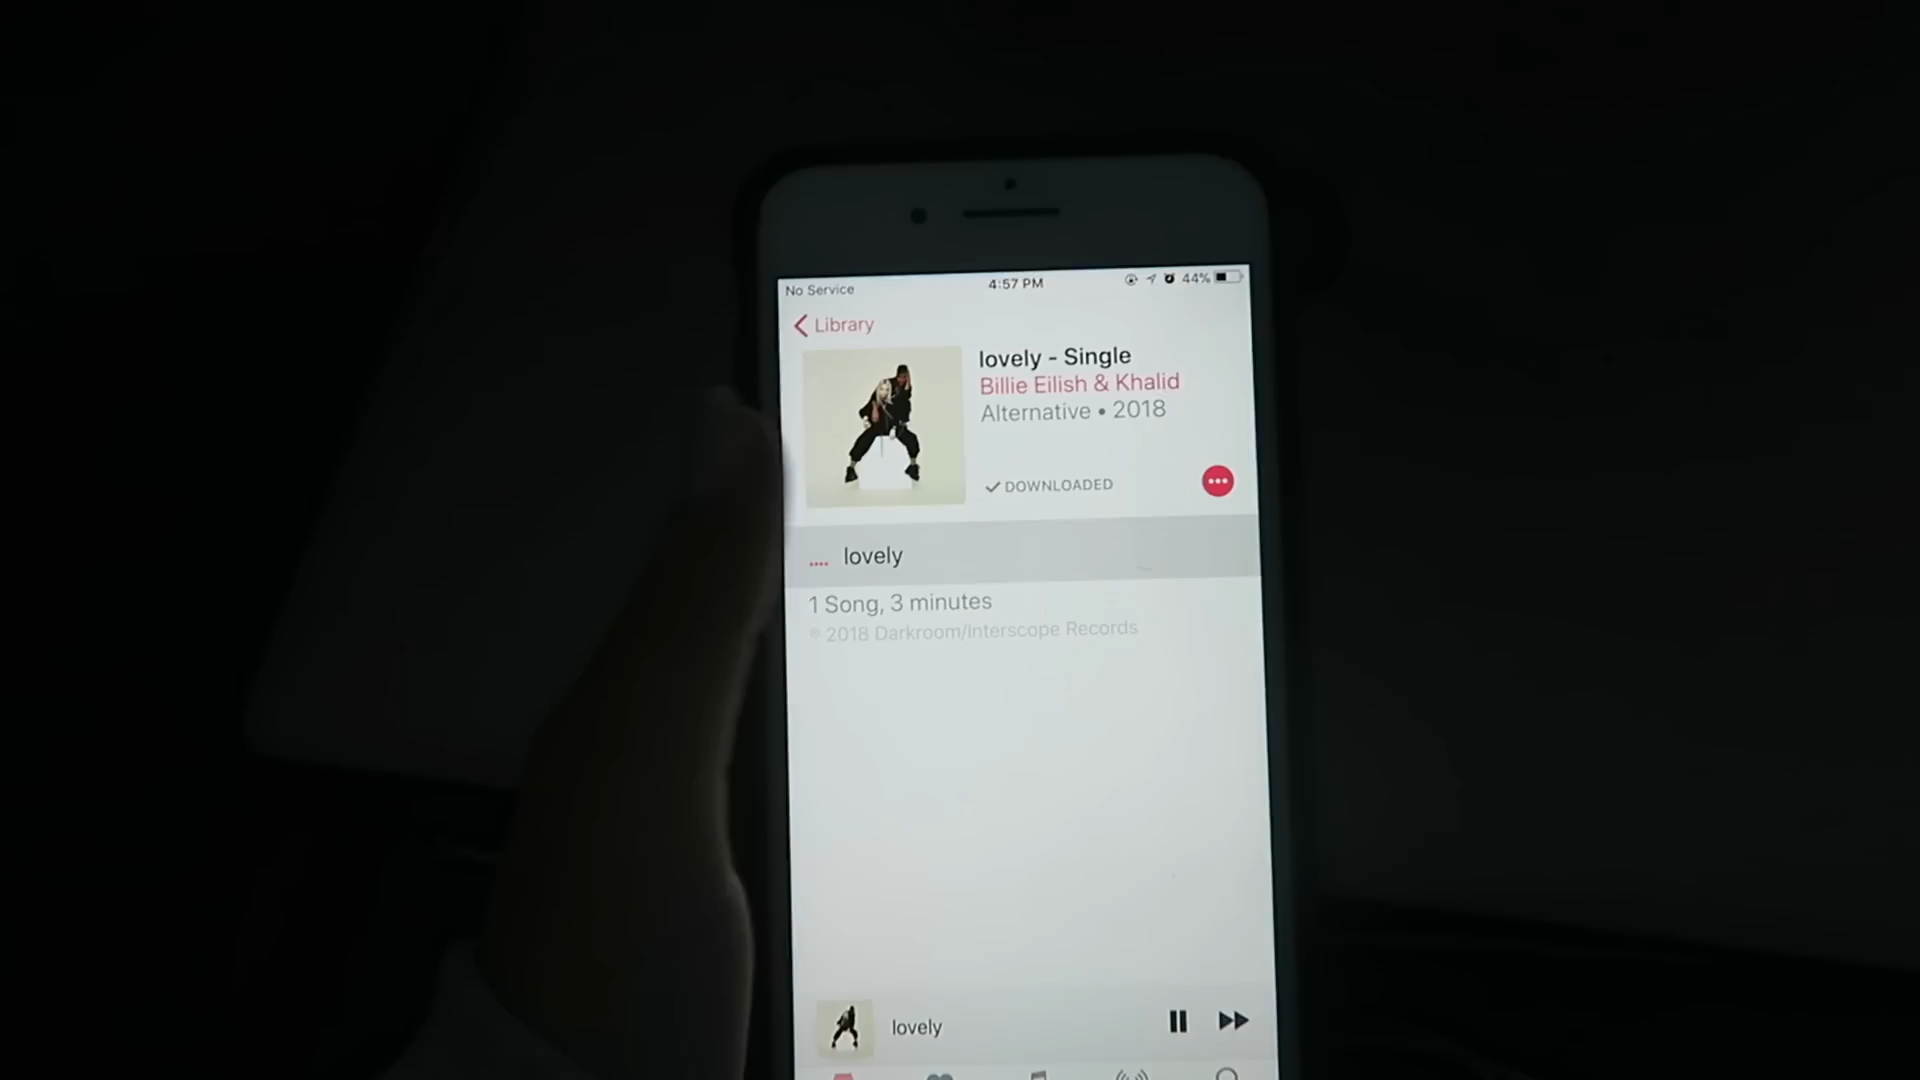 No Service 4:57 PM 44%
Library
lovely - Single
Billie Eilish & Khalid
Alternative • 2018
DOWNLOADED
lovely
1 Song, 3 minutes
℗ 2018 Darkroom/Interscope Records
lovely